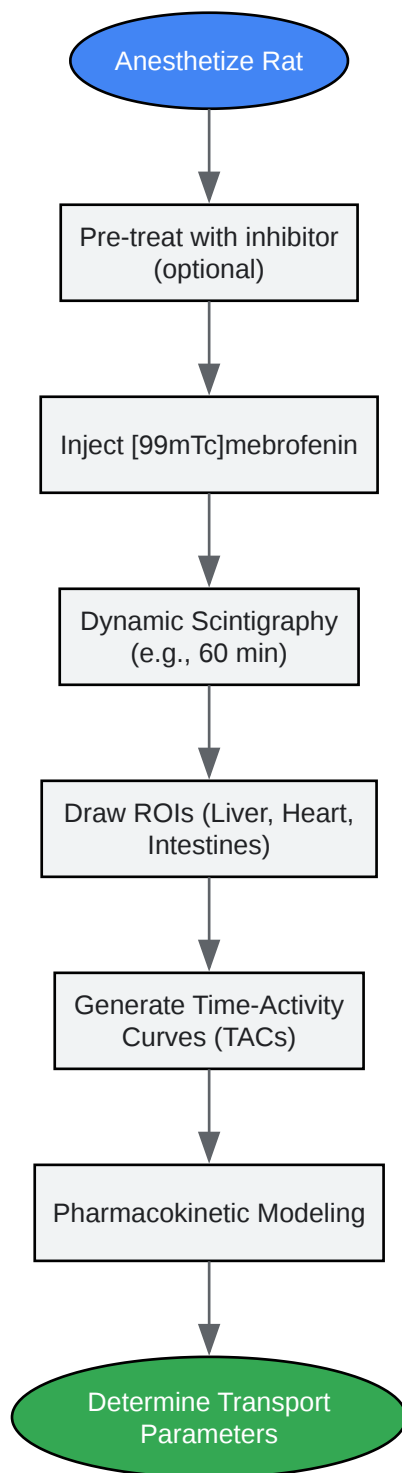 Anesthetize Rat
Pre-treat with inhibitor
(optional)
Inject [99mTc]mebrofenin
Dynamic Scintigraphy
(e.g., 60 min)
Draw ROIs (Liver, Heart,
Intestines)
Generate Time-Activity
Curves (TACs)
Pharmacokinetic Modeling
Determine Transport
Parameters